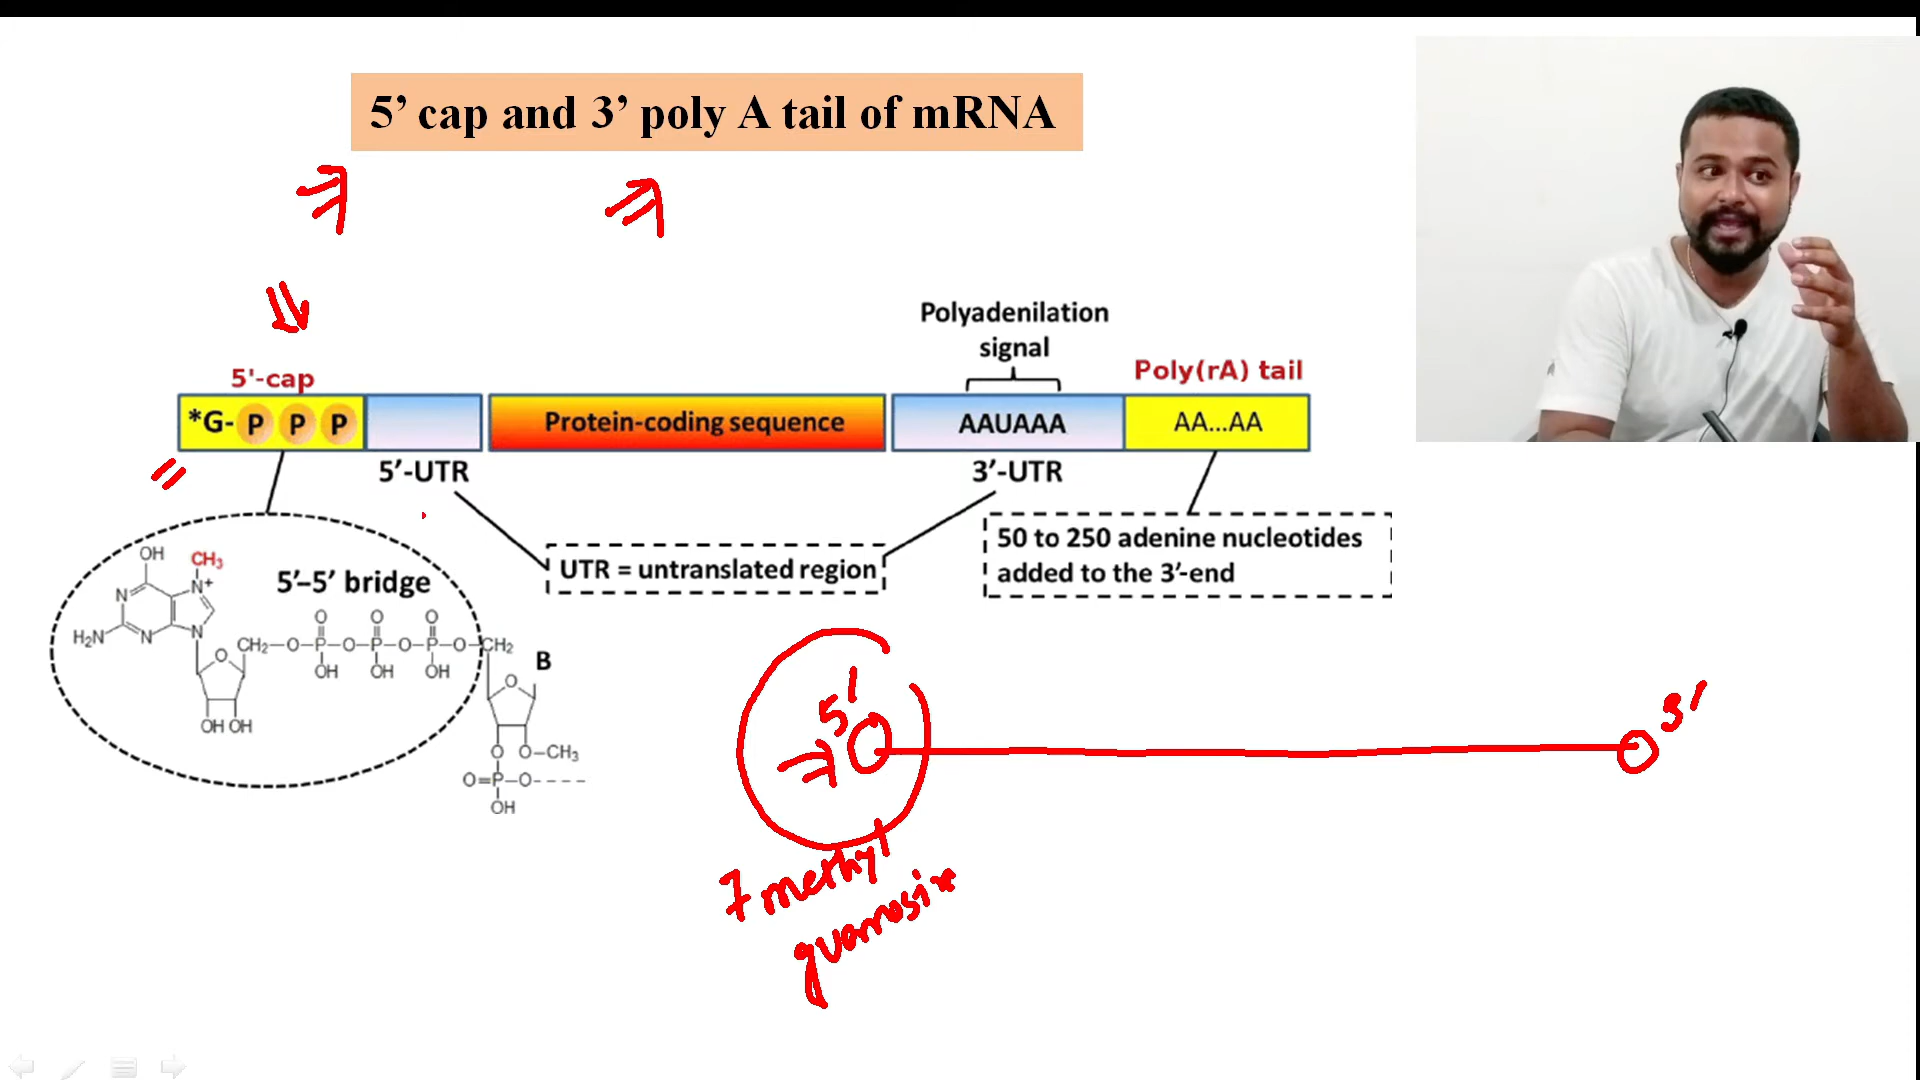 5’ cap and 3’ poly A tail of mRNA
Polyadenilation
signal
5'-cap
Poly(rA) tail
*G- P P P
Protein-coding sequence
AAUAAA
AA...AA
5’-UTR
3’-UTR
UTR = untranslated region
50 to 250 adenine nucleotides
added to the 3’-end
5’–5’ bridge
OH
CH₃
N
N⁺
H₂N
N
N
O
CH₂–O–P–O–P–O–P–O–CH₂
O O O
OH OH OH
OH OH
B
O
O O–CH₃
O=P–O----
OH
5'
3'
7 methyl
guanosine